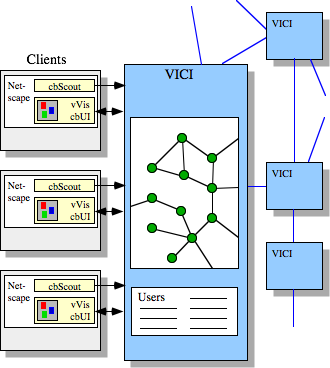 VICI
Clients
VICI
Net-
scape
cbScout
vVis
cbUI
Net-
scape
cbScout
vVis
cbUI
VICI
VICI
Net-
scape
cbScout
vVis
cbUI
Users